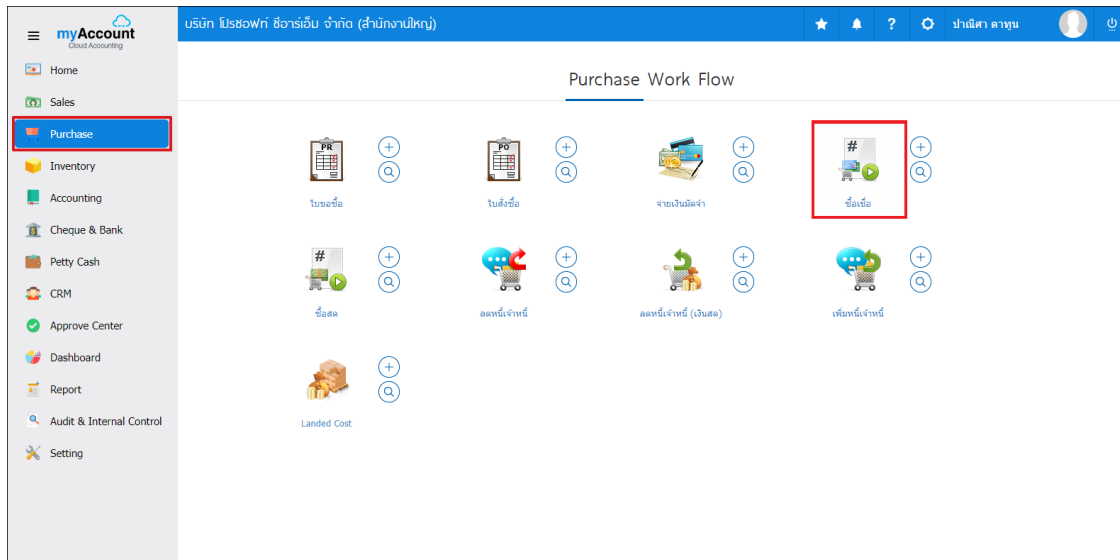 myAccount
Cloud Accounting
บริษัท โปรซอฟท์ ซีอาร์เอ็ม จำกัด (สำนักงานใหญ่)
ปาณิศา ตาทูน
Home
Sales
Purchase
Inventory
Accounting
Cheque & Bank
Petty Cash
CRM
Approve Center
Dashboard
Report
Audit & Internal Control
Setting
Purchase Work Flow
PR
PO
#
ใบขอซื้อ
ใบสั่งซื้อ
จ่ายเงินมัดจำ
ซื้อเชื่อ
#
ซื้อสด
ลดหนี้เจ้าหนี้
ลดหนี้เจ้าหนี้ (เงินสด)
เพิ่มหนี้เจ้าหนี้
Landed Cost